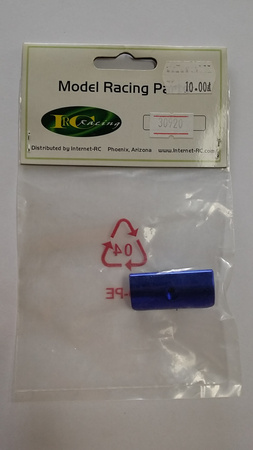 Model Racing Pa
10.00A
IRC Racing
30920
Distributed by Internet-RC Phoenix, Arizona www.Internet-RC.com
04
PE